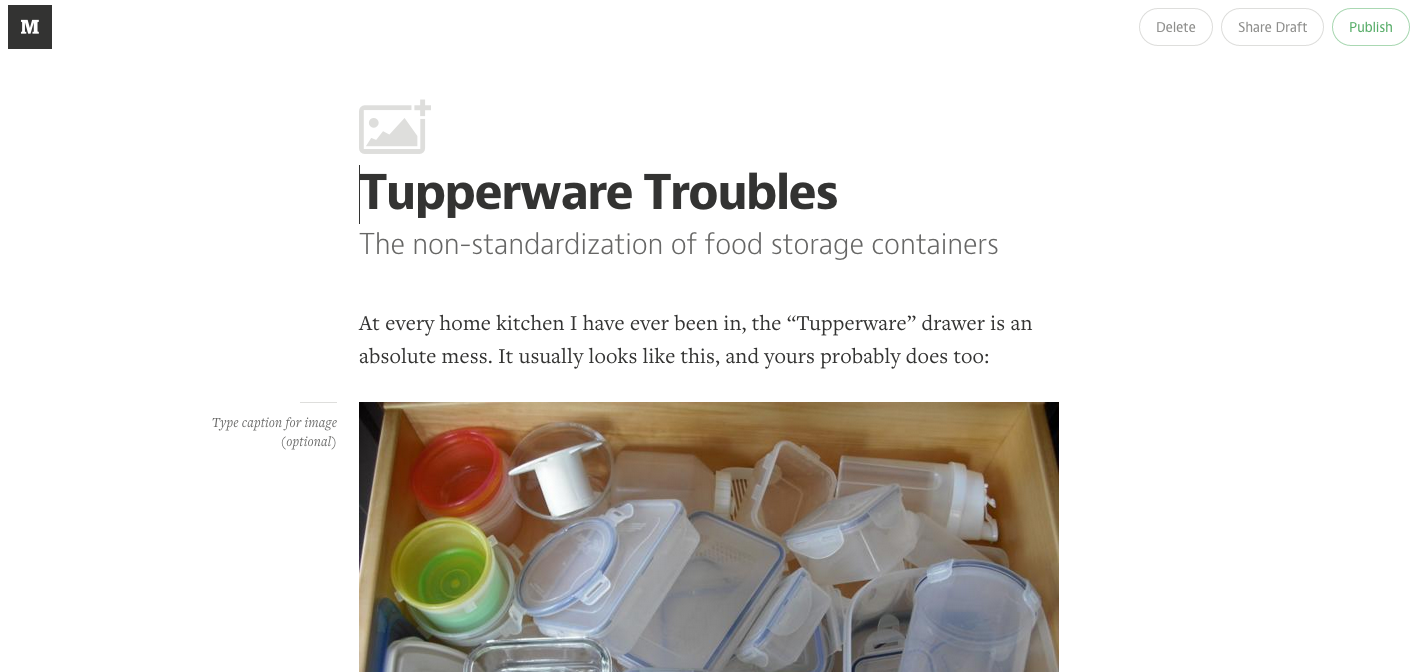 M
Delete
Share Draft
Publish
Tupperware Troubles
The non-standardization of food storage containers
At every home kitchen I have ever been in, the “Tupperware” drawer is an
absolute mess. It usually looks like this, and yours probably does too:
Type caption for image
(optional)